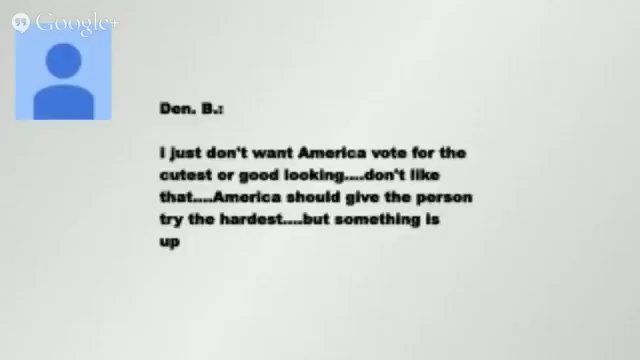 Google+
Den. B.:
I just don't want America vote for the
cutest or good looking....don't like
that....America should give the person
try the hardest....but something is
up